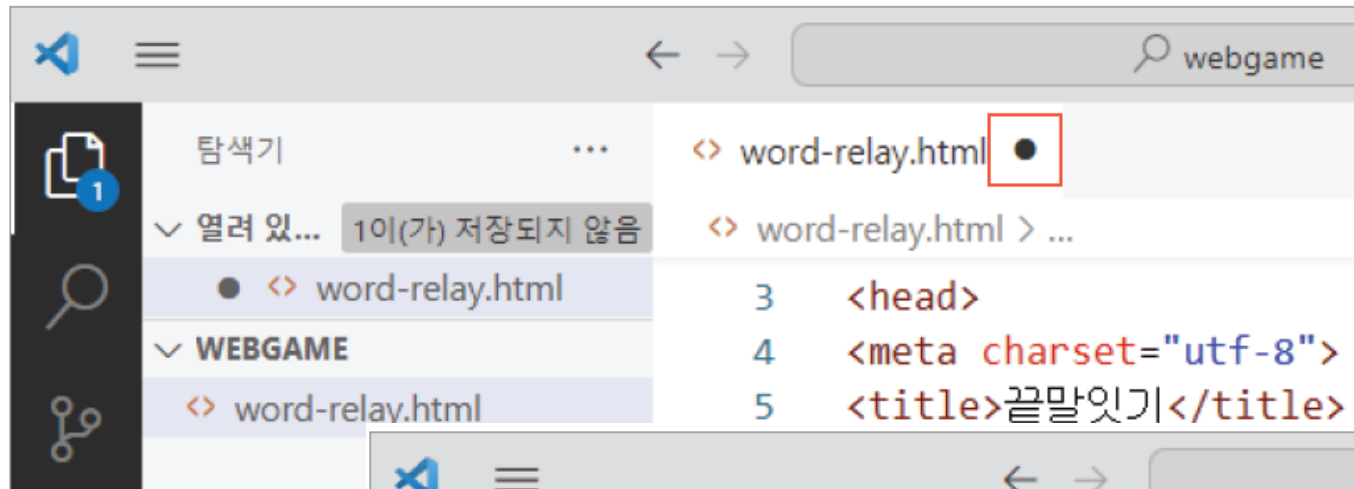 webgame
탐색기 ...
<> word-relay.html ●
1
열려 있... 1이(가) 저장되지 않음
<> word-relay.html > ...
● <> word-relay.html
3 <head>
WEBGAME
4 <meta charset="utf-8">
<> word-relay.html
5 <title>끝말잇기</title>